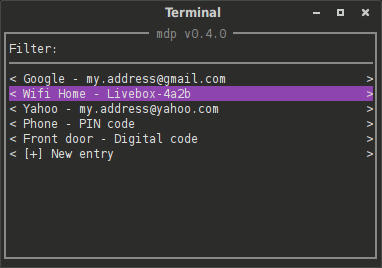 Terminal
mdp v0.4.0
Filter:
< Google - my.address@gmail.com >
< Wifi Home - Livebox-4a2b >
< Yahoo - my.address@yahoo.com >
< Phone - PIN code >
< Front door - Digital code >
< [+] New entry >